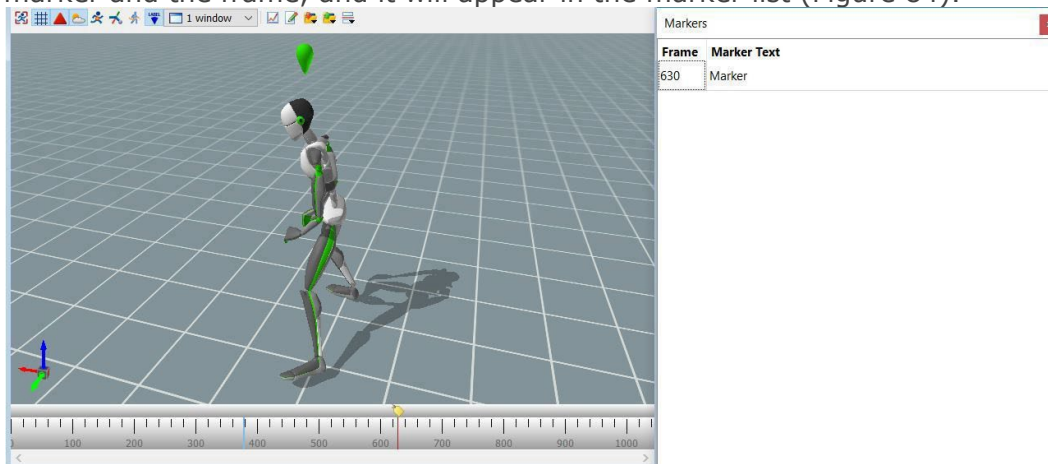 marker and the frame, and it will appear in the marker list (Figure 64).
1 window
Markers
Frame Marker Text
630 Marker
100 200 300 400 500 600 700 800 900 1000